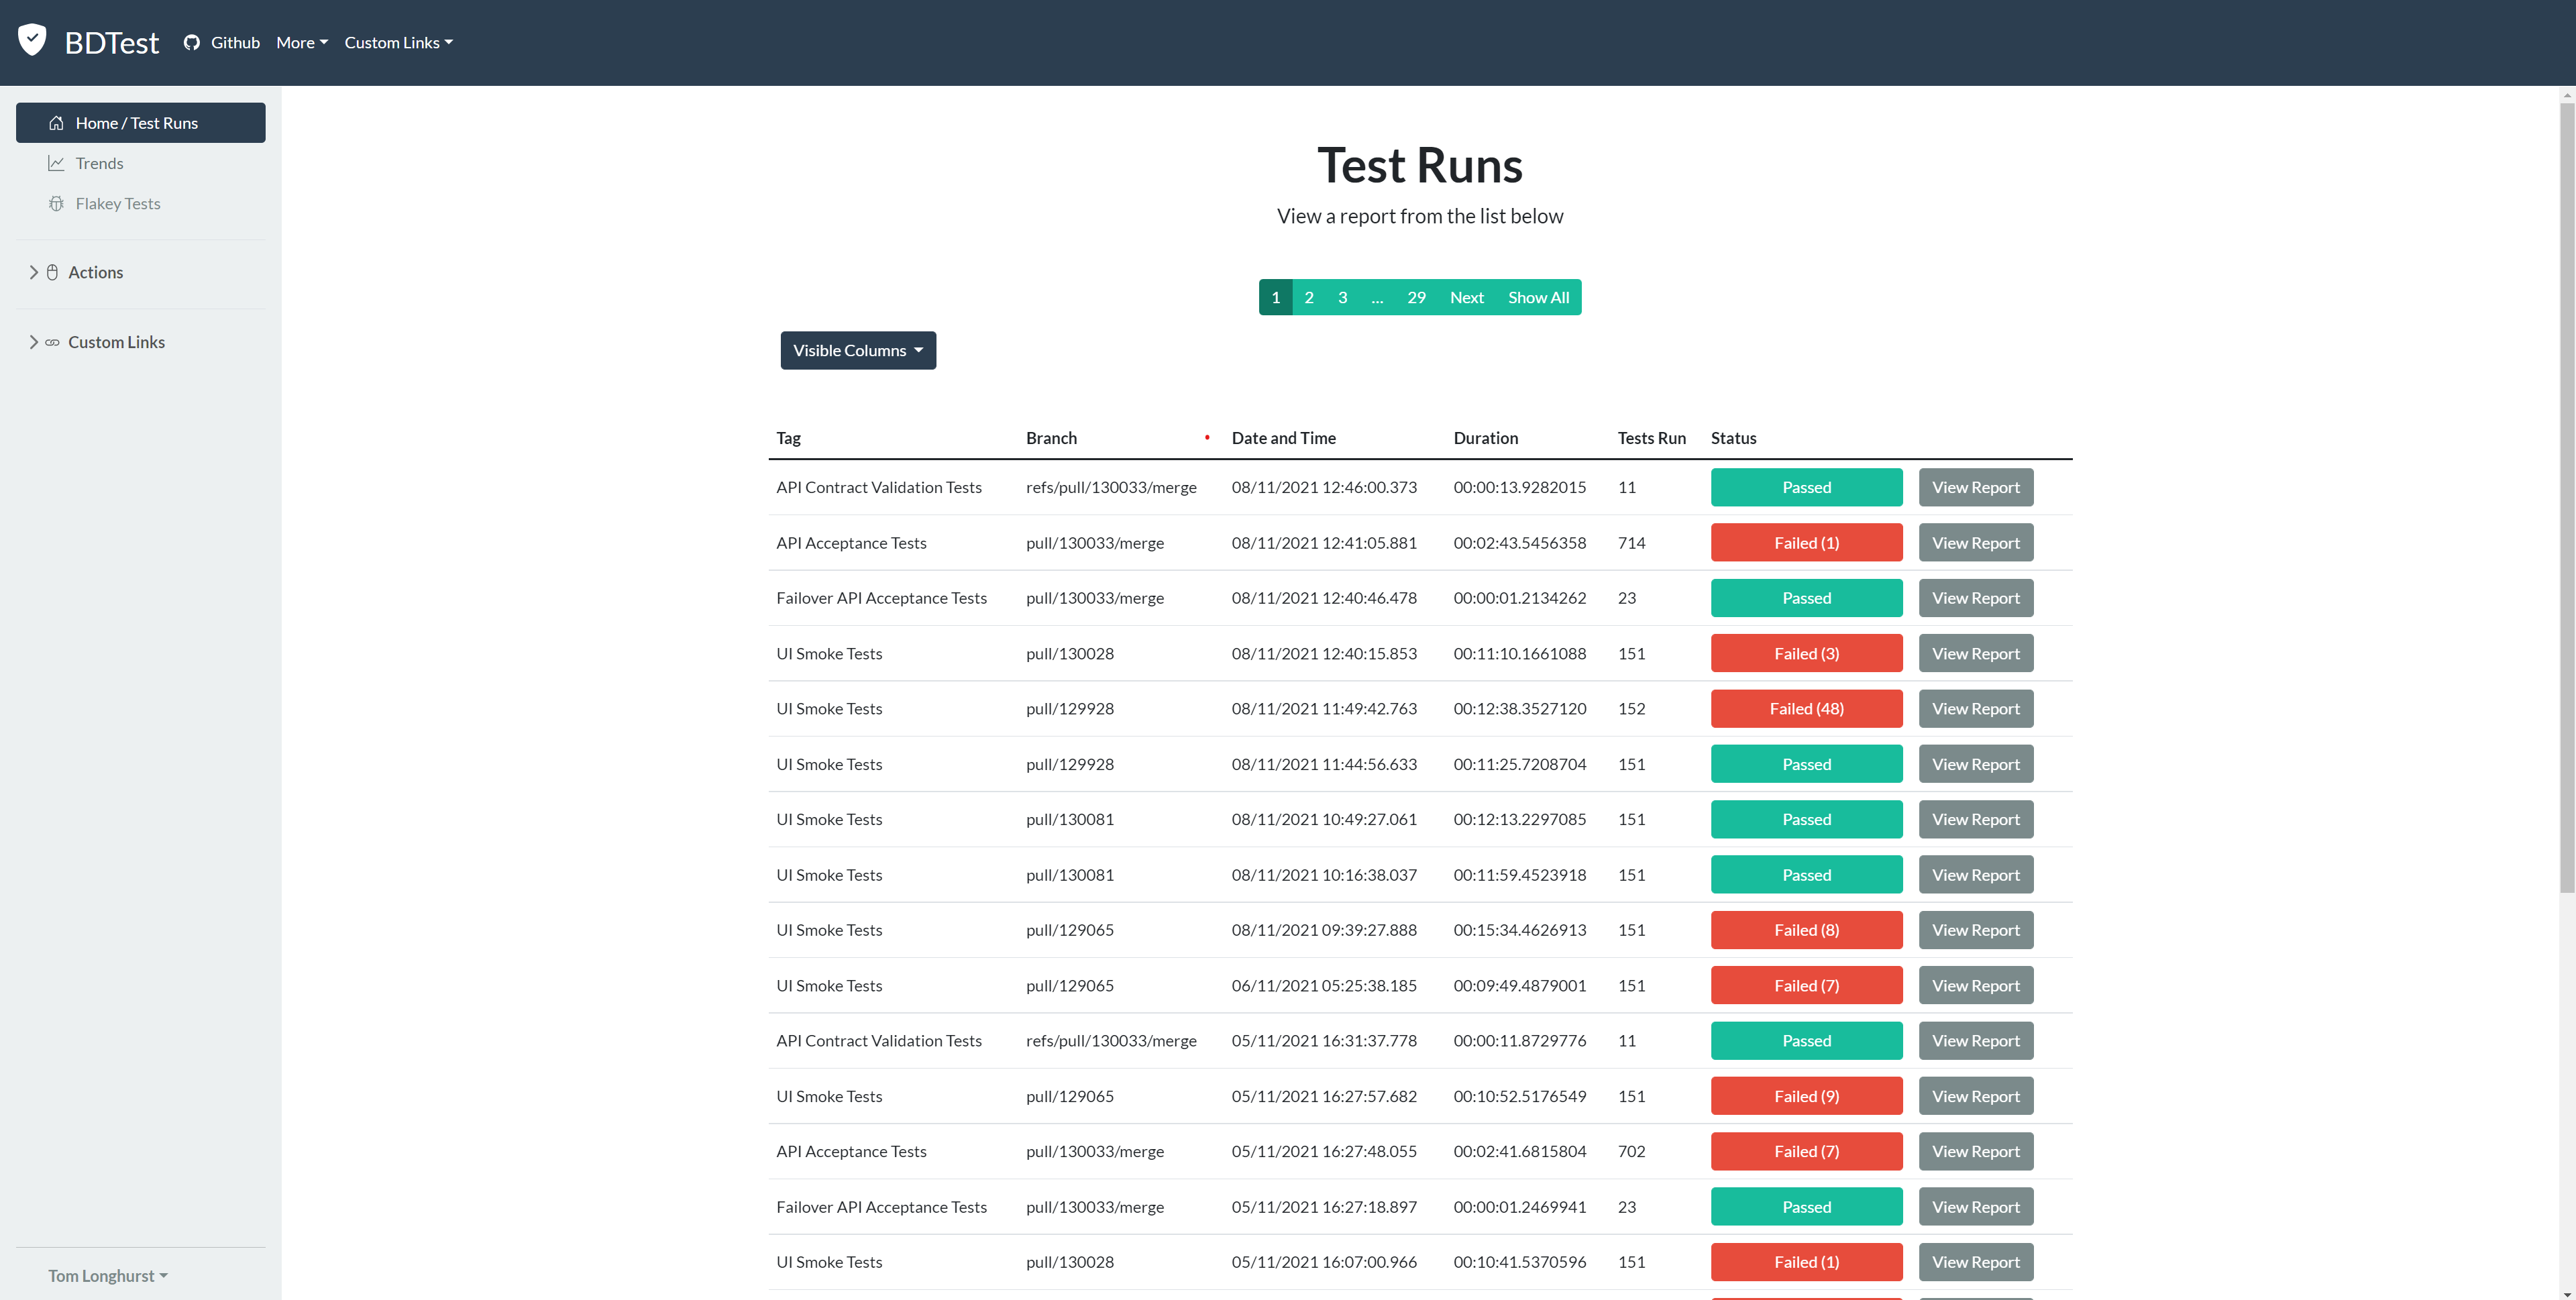 BDTest Github More Custom Links
Home / Test Runs
Trends
Flakey Tests
Actions
Custom Links
Tom Longhurst
Test Runs
View a report from the list below
1 2 3 ... 29 Next Show All
Visible Columns
Tag Branch Date and Time Duration Tests Run Status
API Contract Validation Tests refs/pull/130033/merge 08/11/2021 12:46:00.373 00:00:13.9282015 11 Passed View Report
API Acceptance Tests pull/130033/merge 08/11/2021 12:41:05.881 00:02:43.5456358 714 Failed (1) View Report
Failover API Acceptance Tests pull/130033/merge 08/11/2021 12:40:46.478 00:00:01.2134262 23 Passed View Report
UI Smoke Tests pull/130028 08/11/2021 12:40:15.853 00:11:10.1661088 151 Failed (3) View Report
UI Smoke Tests pull/129928 08/11/2021 11:49:42.763 00:12:38.3527120 152 Failed (48) View Report
UI Smoke Tests pull/129928 08/11/2021 11:44:56.633 00:11:25.7208704 151 Passed View Report
UI Smoke Tests pull/130081 08/11/2021 10:49:27.061 00:12:13.2297085 151 Passed View Report
UI Smoke Tests pull/130081 08/11/2021 10:16:38.037 00:11:59.4523918 151 Passed View Report
UI Smoke Tests pull/129065 08/11/2021 09:39:27.888 00:15:34.4626913 151 Failed (8) View Report
UI Smoke Tests pull/129065 06/11/2021 05:25:38.185 00:09:49.4879001 151 Failed (7) View Report
API Contract Validation Tests refs/pull/130033/merge 05/11/2021 16:31:37.778 00:00:11.8729776 11 Passed View Report
UI Smoke Tests pull/129065 05/11/2021 16:27:57.682 00:10:52.5176549 151 Failed (9) View Report
API Acceptance Tests pull/130033/merge 05/11/2021 16:27:48.055 00:02:41.6815804 702 Failed (7) View Report
Failover API Acceptance Tests pull/130033/merge 05/11/2021 16:27:18.897 00:00:01.2469941 23 Passed View Report
UI Smoke Tests pull/130028 05/11/2021 16:07:00.966 00:10:41.5370596 151 Failed (1) View Report